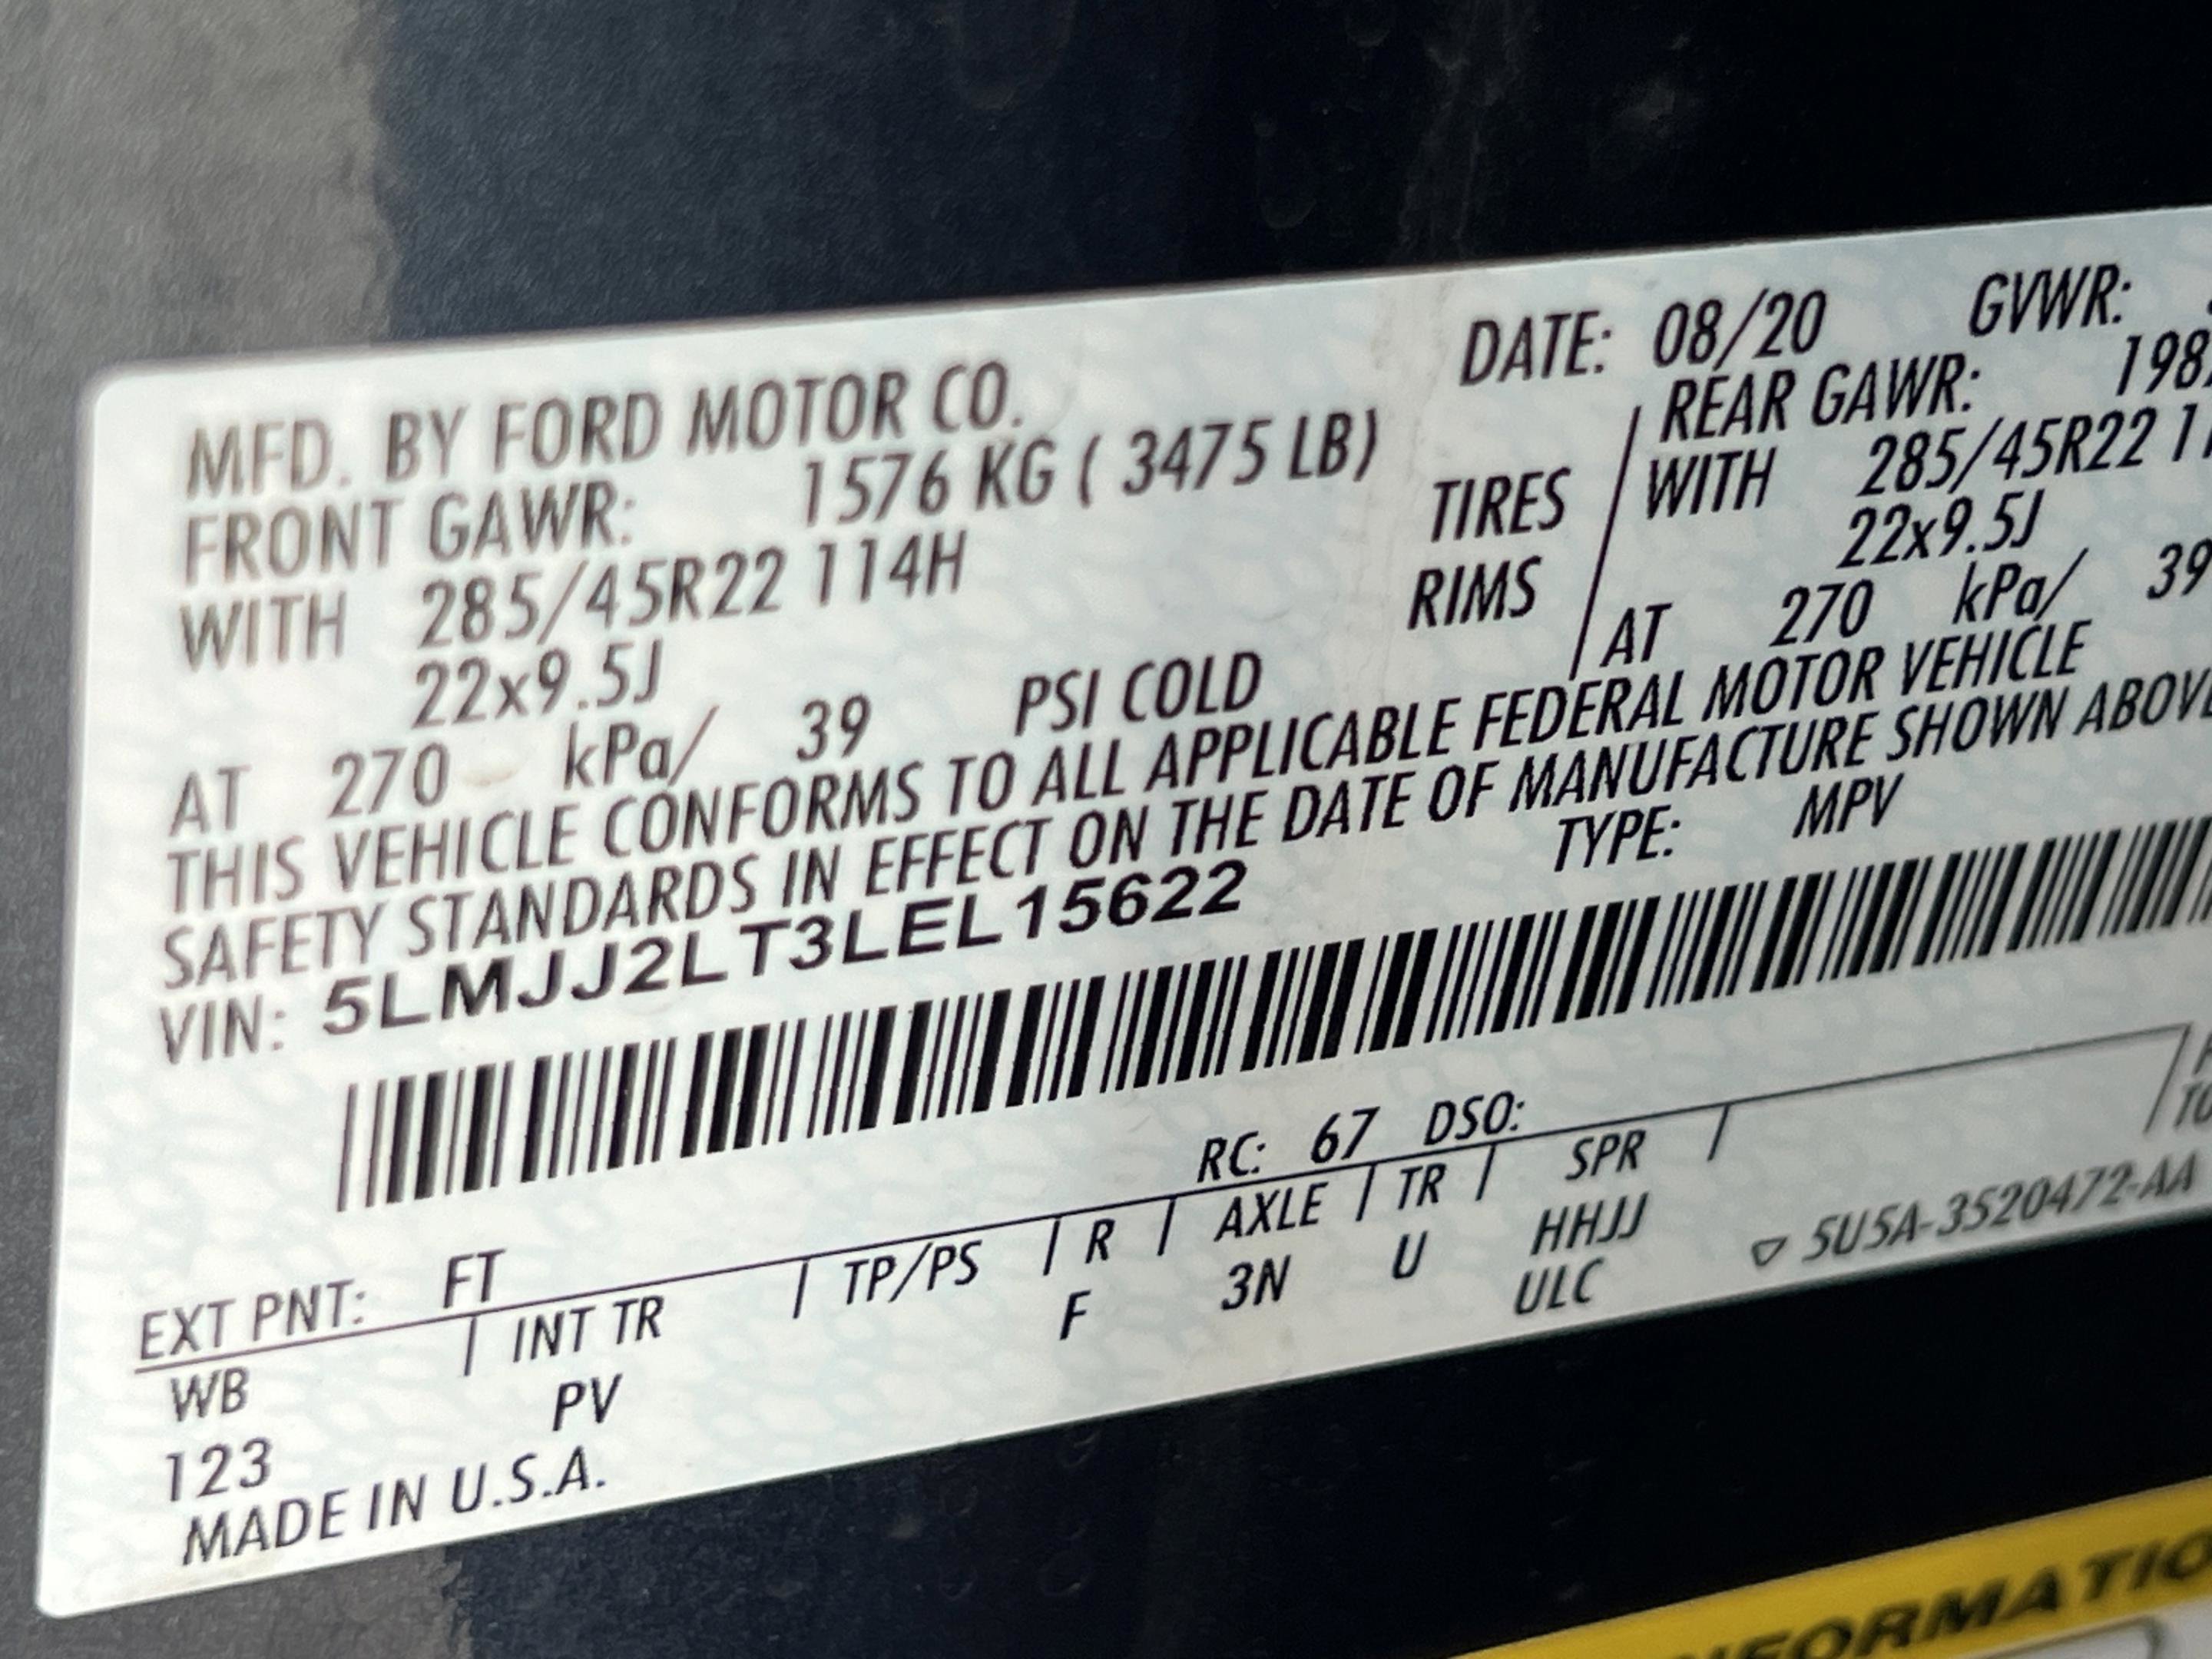 MFD. BY FORD MOTOR CO. DATE: 08/20 GVWR:
FRONT GAWR: 1576 KG ( 3475 LB) REAR GAWR:
WITH 285/45R22 114H TIRES WITH 285/45R22
22x9.5J RIMS 22x9.5J
AT 270 kPa/ 39 PSI COLD AT 270 kPa/ 39
THIS VEHICLE CONFORMS TO ALL APPLICABLE FEDERAL MOTOR VEHICLE
SAFETY STANDARDS IN EFFECT ON THE DATE OF MANUFACTURE SHOWN ABOVE
VIN: 5LMJJ2LT3LEL15622 TYPE: MPV
EXT PNT: FT RC: 67 DSO:
WB INT TR TP/PS R AXLE TR SPR
123 PV F 3N U HHJJ
ULC
MADE IN U.S.A. 5U5A-3520472-AA